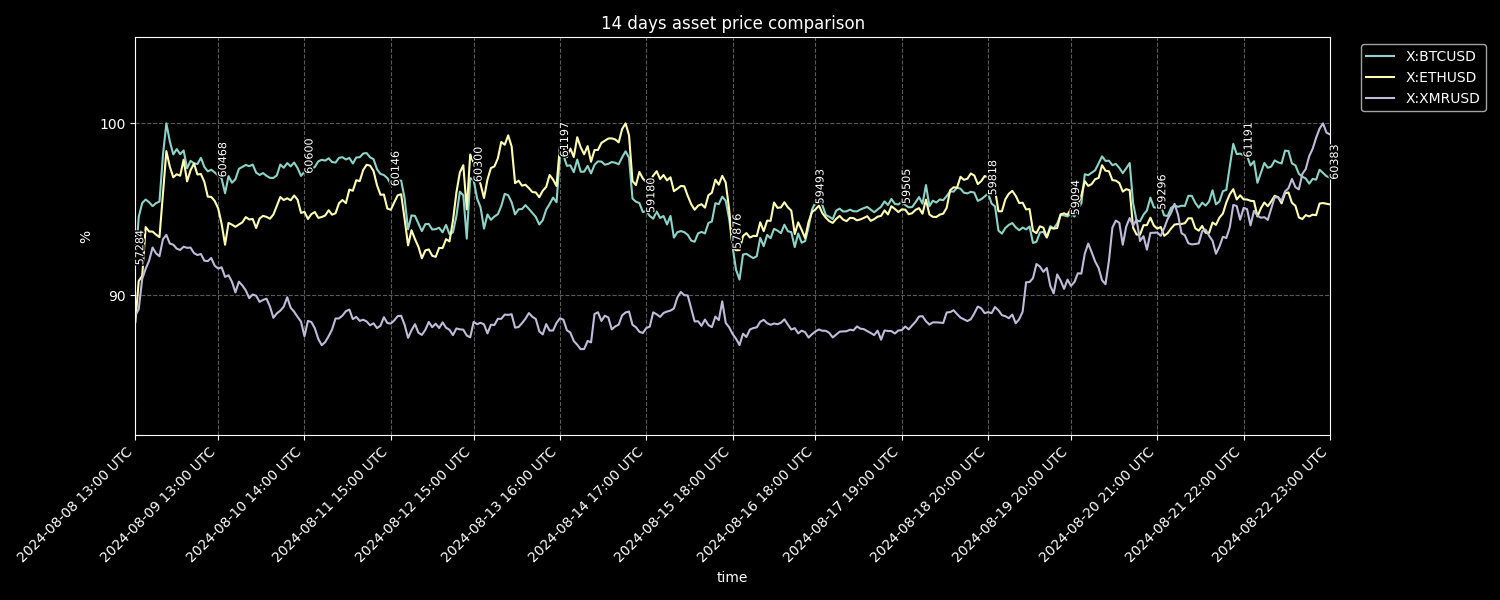 14 days asset price comparison
X:BTCUSD
X:ETHUSD
X:XMRUSD
100
90
%
57284
60468
60600
60146
60300
61197
59180
57876
59493
59505
59818
59094
59296
61191
60383
2024-08-08 13:00 UTC
2024-08-09 13:00 UTC
2024-08-10 14:00 UTC
2024-08-11 15:00 UTC
2024-08-12 15:00 UTC
2024-08-13 16:00 UTC
2024-08-14 17:00 UTC
2024-08-15 18:00 UTC
2024-08-16 18:00 UTC
2024-08-17 19:00 UTC
2024-08-18 20:00 UTC
2024-08-19 20:00 UTC
2024-08-20 21:00 UTC
2024-08-21 22:00 UTC
2024-08-22 23:00 UTC
time